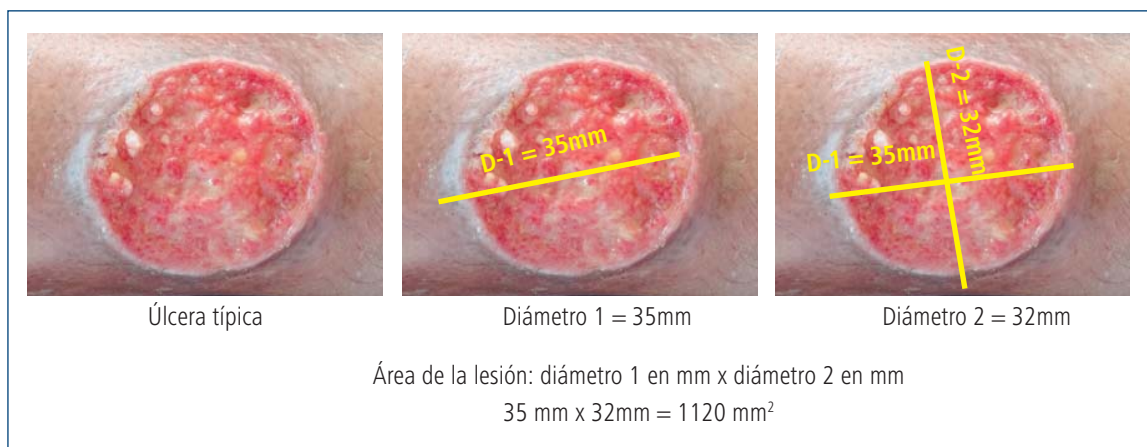 D-1 = 35mm
D-1 = 35mm
D-2 = 32mm
Úlcera típica
Diámetro 1 = 35mm
Diámetro 2 = 32mm
Área de la lesión: diámetro 1 en mm x diámetro 2 en mm
35 mm x 32mm = 1120 mm²